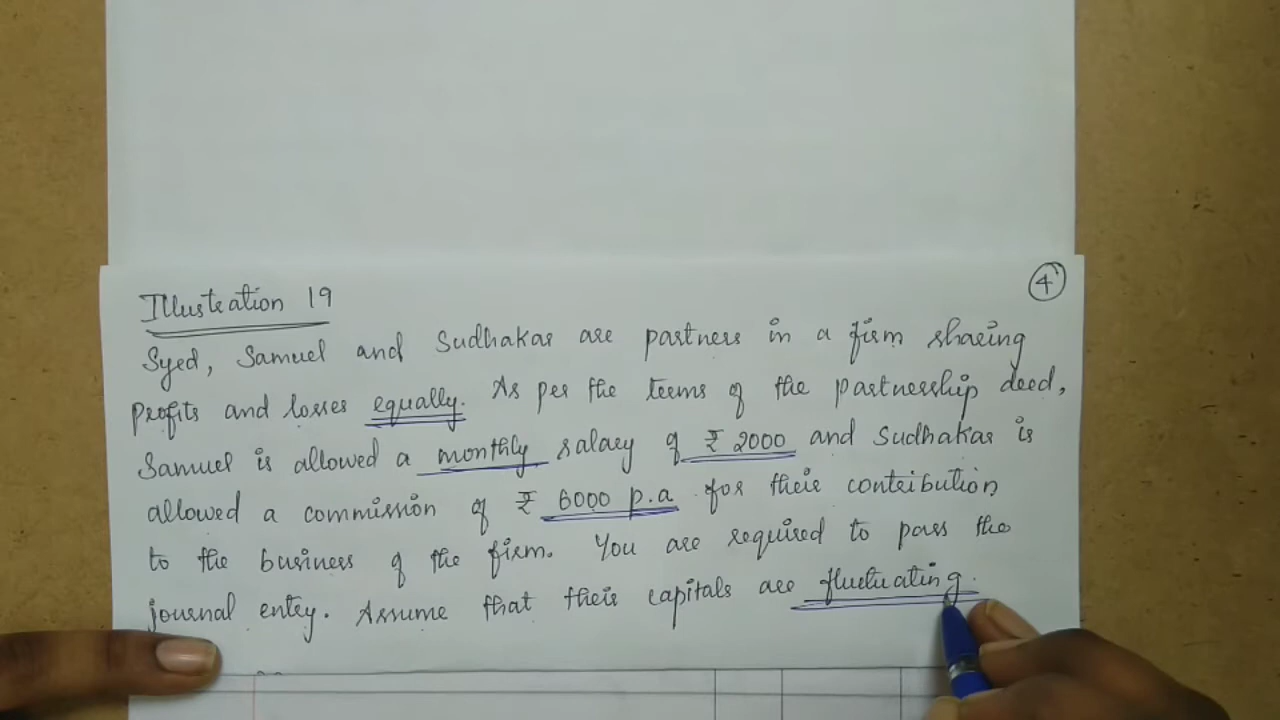 4
Illustration 19
Syed, Samuel and Sudhakar are partners in a firm sharing
Profits and losses equally. As per the terms of the partnership deed,
Samuel is allowed a monthly salary of ₹ 2000 and Sudhakar is
allowed a commission of ₹ 6000 p.a for their contribution
to the business of the firm. You are required to pass the
journal entry. Assume that their capitals are fluctuating.